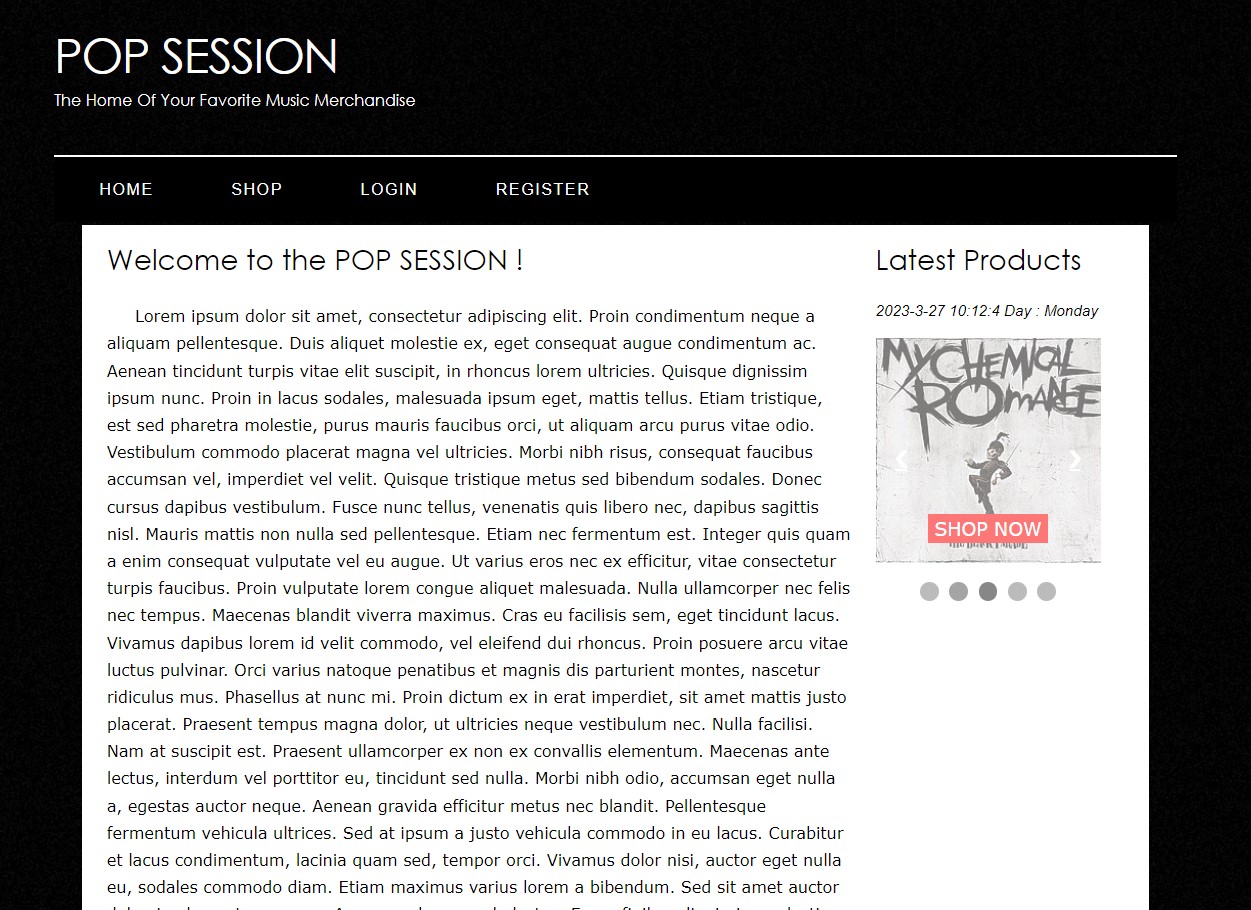 POP SESSION
The Home Of Your Favorite Music Merchandise
HOME SHOP LOGIN REGISTER
Welcome to the POP SESSION !
Lorem ipsum dolor sit amet, consectetur adipiscing elit. Proin condimentum neque a
aliquam pellentesque. Duis aliquet molestie ex, eget consequat augue condimentum ac.
Aenean tincidunt turpis vitae elit suscipit, in rhoncus lorem ultricies. Quisque dignissim
ipsum nunc. Proin in lacus sodales, malesuada ipsum eget, mattis tellus. Etiam tristique,
est sed pharetra molestie, purus mauris faucibus orci, ut aliquam arcu purus vitae odio.
Vestibulum commodo placerat magna vel ultricies. Morbi nibh risus, consequat faucibus
accumsan vel, imperdiet vel velit. Quisque tristique metus sed bibendum sodales. Donec
cursus dapibus vestibulum. Fusce nunc tellus, venenatis quis libero nec, dapibus sagittis
nisl. Mauris mattis non nulla sed pellentesque. Etiam nec fermentum est. Integer quis quam
a enim consequat vulputate vel eu augue. Ut varius eros nec ex efficitur, vitae consectetur
turpis faucibus. Proin vulputate lorem congue aliquet malesuada. Nulla ullamcorper nec felis
nec tempus. Maecenas blandit viverra maximus. Cras eu facilisis sem, eget tincidunt lacus.
Vivamus dapibus lorem id velit commodo, vel eleifend dui rhoncus. Proin posuere arcu vitae
luctus pulvinar. Orci varius natoque penatibus et magnis dis parturient montes, nascetur
ridiculus mus. Phasellus at nunc mi. Proin dictum ex in erat imperdiet, sit amet mattis justo
placerat. Praesent tempus magna dolor, ut ultricies neque vestibulum nec. Nulla facilisi.
Nam at suscipit est. Praesent ullamcorper ex non ex convallis elementum. Maecenas ante
lectus, interdum vel porttitor eu, tincidunt sed nulla. Morbi nibh odio, accumsan eget nulla
a, egestas auctor neque. Aenean gravida efficitur metus nec blandit. Pellentesque
fermentum vehicula ultrices. Sed at ipsum a justo vehicula commodo in eu lacus. Curabitur
et lacus condimentum, lacinia quam sed, tempor orci. Vivamus dolor nisi, auctor eget nulla
eu, sodales commodo diam. Etiam maximus varius lorem a bibendum. Sed sit amet auctor
Latest Products
2023-3-27 10:12:4 Day : Monday
MY CHEMICAL
ROMANCE
SHOP NOW